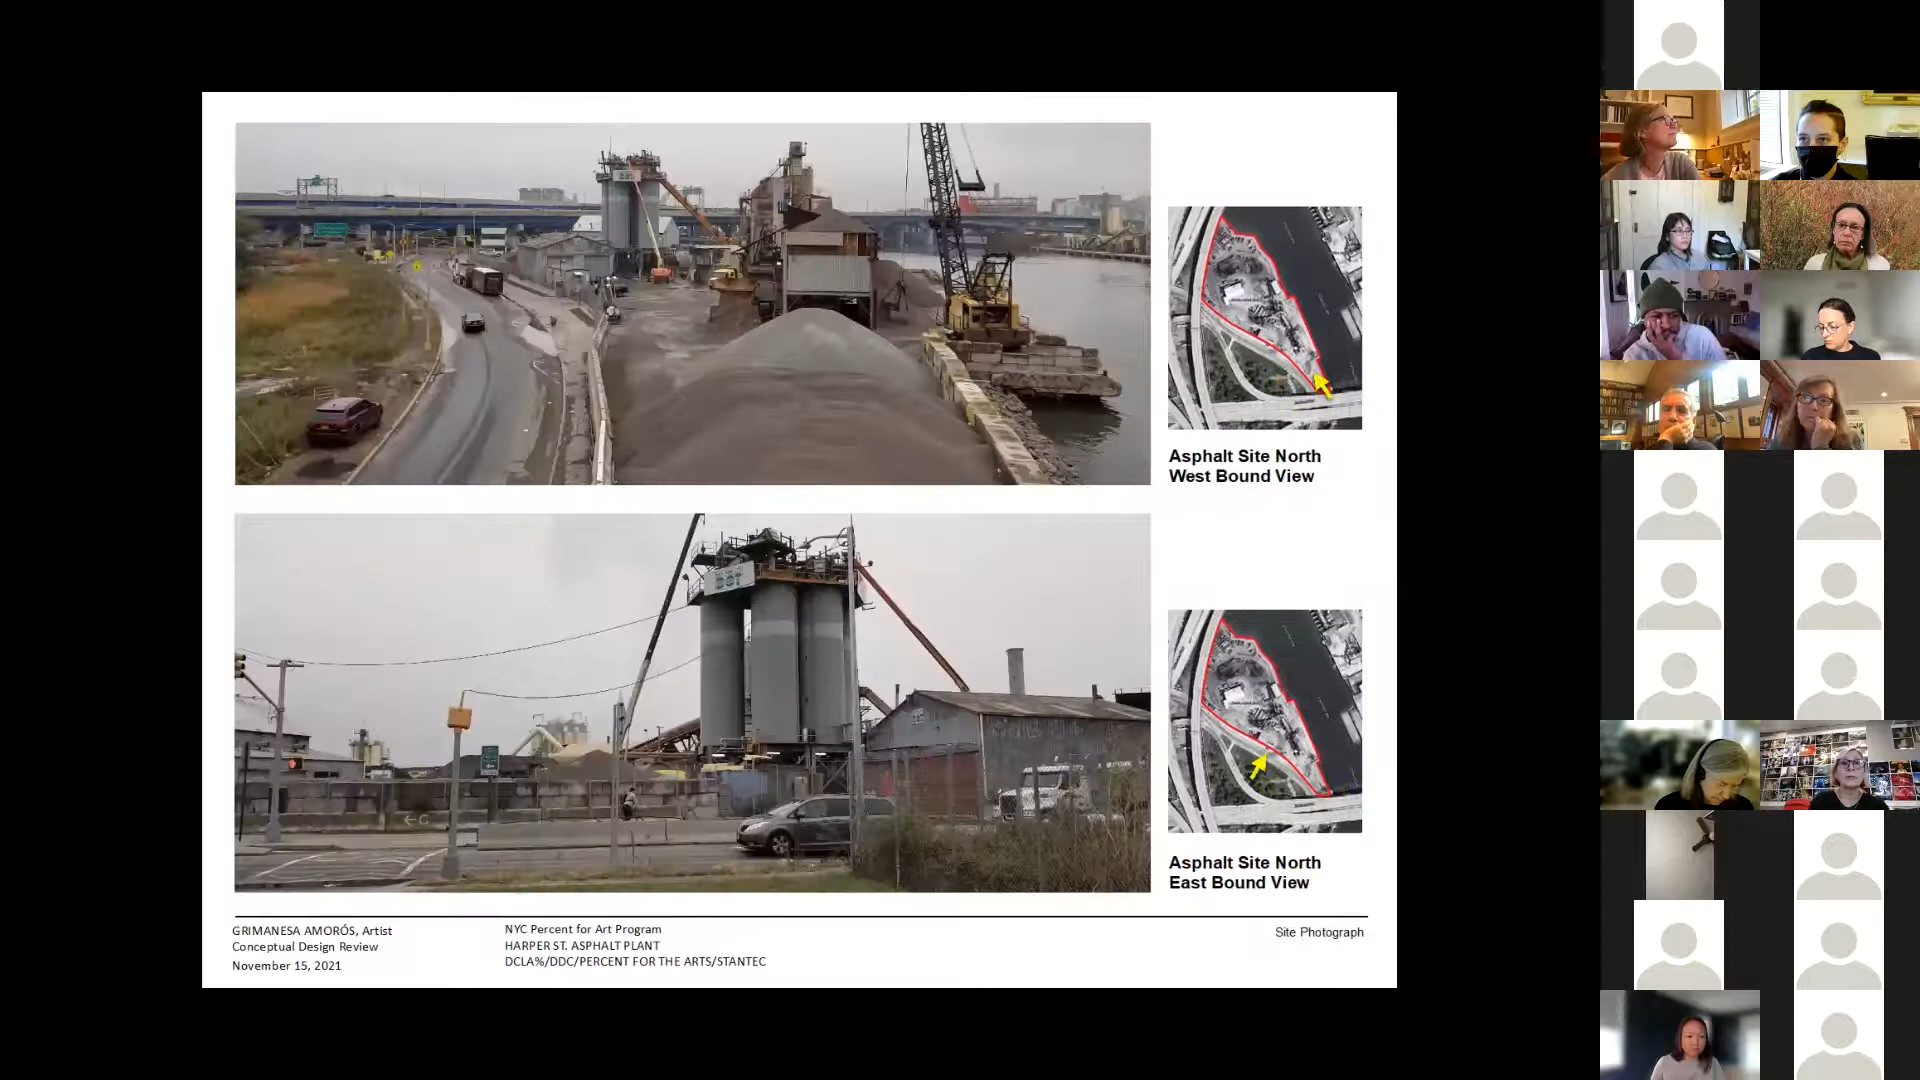 DOT
Asphalt Site North
West Bound View
Asphalt Site North
East Bound View
GRIMANESA AMORÓS, Artist
Conceptual Design Review
November 15, 2021
NYC Percent for Art Program
HARPER ST. ASPHALT PLANT
DCLA%/DDC/PERCENT FOR THE ARTS/STANTEC
Site Photograph